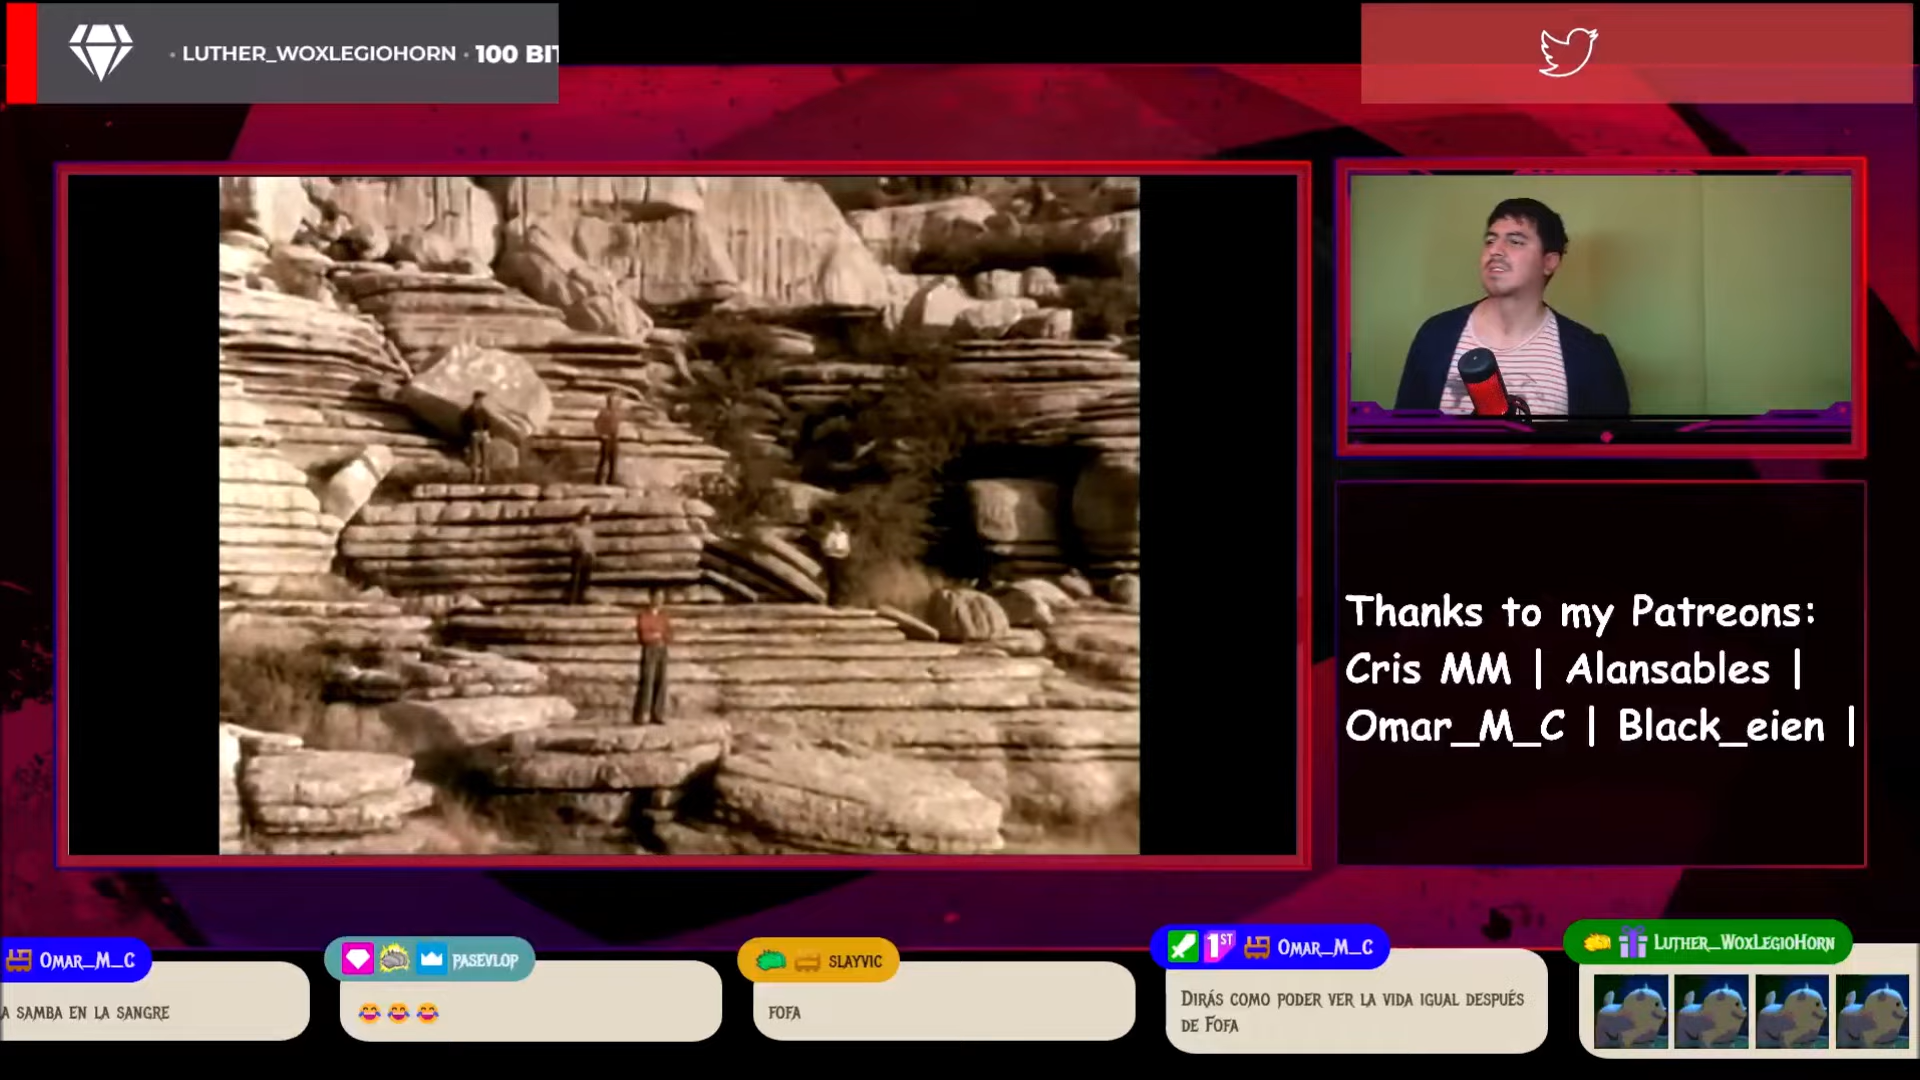 • LUTHER_WOXLEGIOHORN • 100 BIT
Thanks to my Patreons:
Cris MM | Alansables |
Omar_M_C | Black_eien |
Omar_M_C
A SAMBA EN LA SANGRE
PASEVLOP
SLAYVIC
FOFA
1ST Omar_M_C
Dirás como poder ver la vida igual después
de Fofa
Luther_WoxLegioHorn